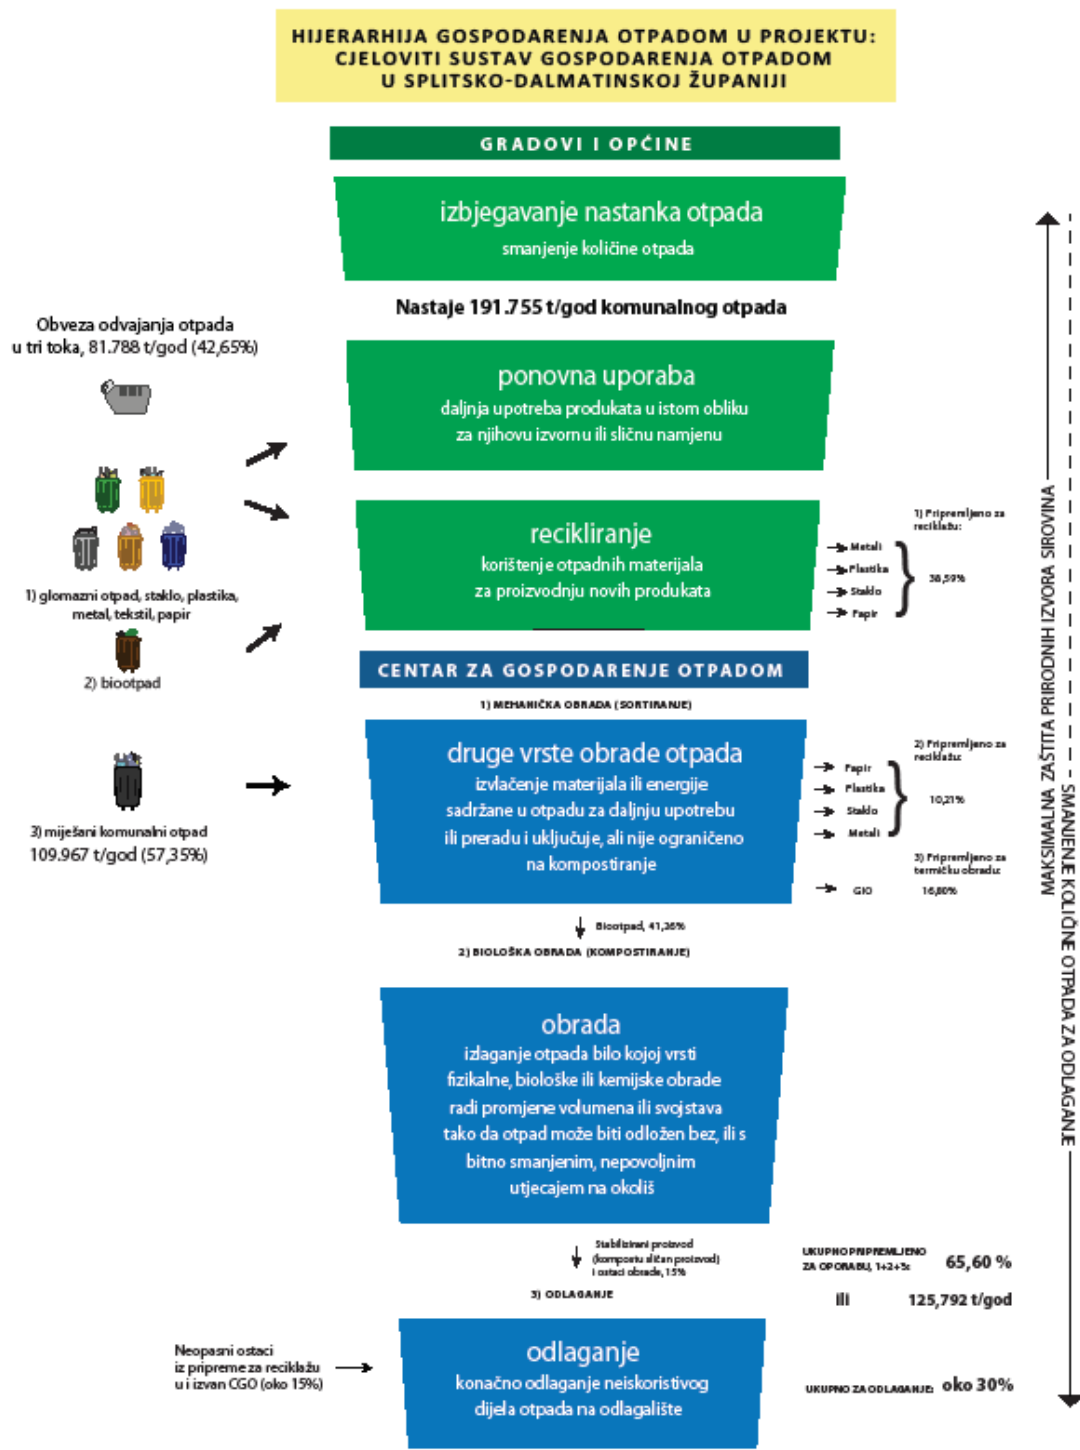 HIJERARHIJA GOSPODARENJA OTPADOM U PROJEKTU:
CJELOVITI SUSTAV GOSPODARENJA OTPADOM
U SPLITSKO-DALMATINSKOJ ŽUPANIJI
GRADOVI I OPĆINE
izbjegavanje nastanka otpada
smanjenje količine otpada
Nastaje 191.755 t/god komunalnog otpada
Obveza odvajanja otpada
u tri toka, 81.788 t/god (42,65%)
ponovna uporaba
daljnja upotreba produkata u istom obliku
za njihovu izvornu ili sličnu namjenu
recikliranje
korištenje otpadnih materijala
za proizvodnju novih produkata
1) Pripremljeno za
reciklažu:
Metali
Plastika
Staklo
Papir
38,59%
1) glomazni otpad, staklo, plastika,
metal, tekstil, papir
2) biootpad
CENTAR ZA GOSPODARENJE OTPADOM
1) MEHANIČKA OBRADA (SORTIRANJE)
druge vrste obrade otpada
izvlačenje materijala ili energije
sadržane u otpadu za daljnju upotrebu
ili preradu i uključuje, ali nije ograničeno
na kompostiranje
2) Pripremljeno za
reciklažu:
Papir
Plastika
Staklo
Metali
10,21%
3) Pripremljeno za
termičku obradu:
GIO
16,80%
3) miješani komunalni otpad
109.967 t/god (57,35%)
Biootpad, 41,26%
2) BIOLOŠKA OBRADA (KOMPOSTIRANJE)
obrada
izlaganje otpada bilo kojoj vrsti
fizikalne, biološke ili kemijske obrade
radi promjene volumena ili svojstava
tako da otpad može biti odložen bez, ili s
bitno smanjenim, nepovoljnim
utjecajem na okoliš
Stabilizirani proizvod
(kompostu sličan proizvod)
i ostaci obrade, 15%
3) ODLAGANJE
UKUPNO PRIPREMLJENO
ZA OPORABU, 1+2+3:
65,60 %
ili
125,792 t/god
Neopasni ostaci
iz pripreme za reciklažu
u i izvan CGO (oko 15%)
odlaganje
konačno odlaganje neiskoristivog
dijela otpada na odlagalište
UKUPNO ZA ODLAGANJE: oko 30%
MAKSIMALNA ZAŠTITA PRIRODNIH IZVORA SIROVINA
SMANJENJE KOLIČINE OTPADA ZA ODLAGANJE